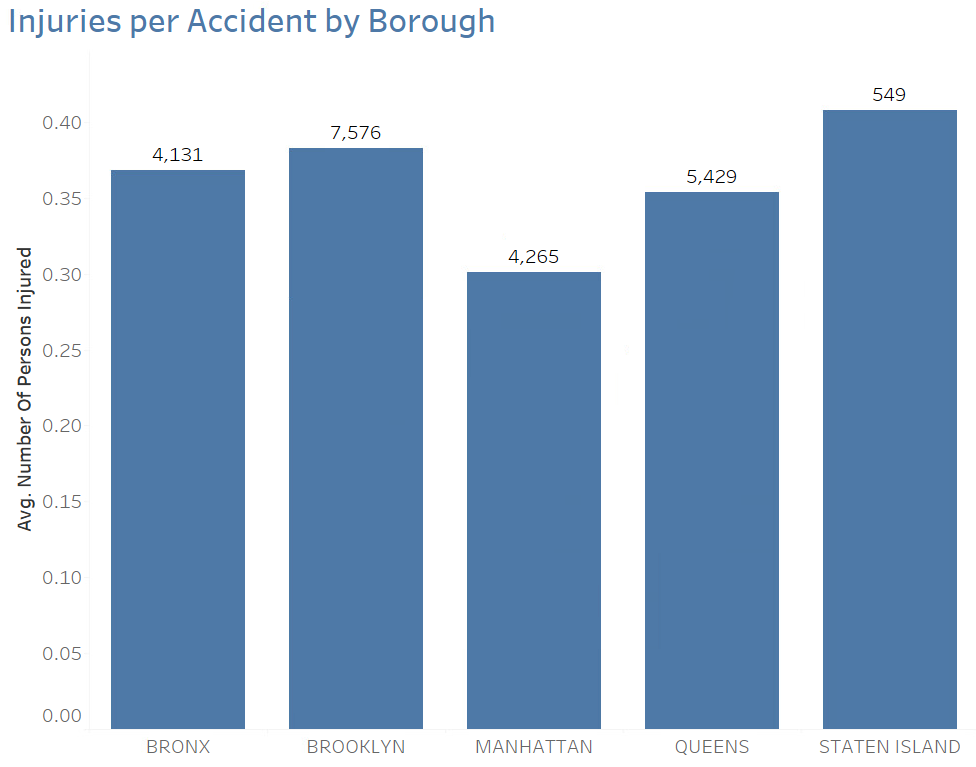 Injuries per Accident by Borough
Avg. Number Of Persons Injured
0.40
0.35
0.30
0.25
0.20
0.15
0.10
0.05
0.00
4,131
7,576
4,265
5,429
549
BRONX
BROOKLYN
MANHATTAN
QUEENS
STATEN ISLAND